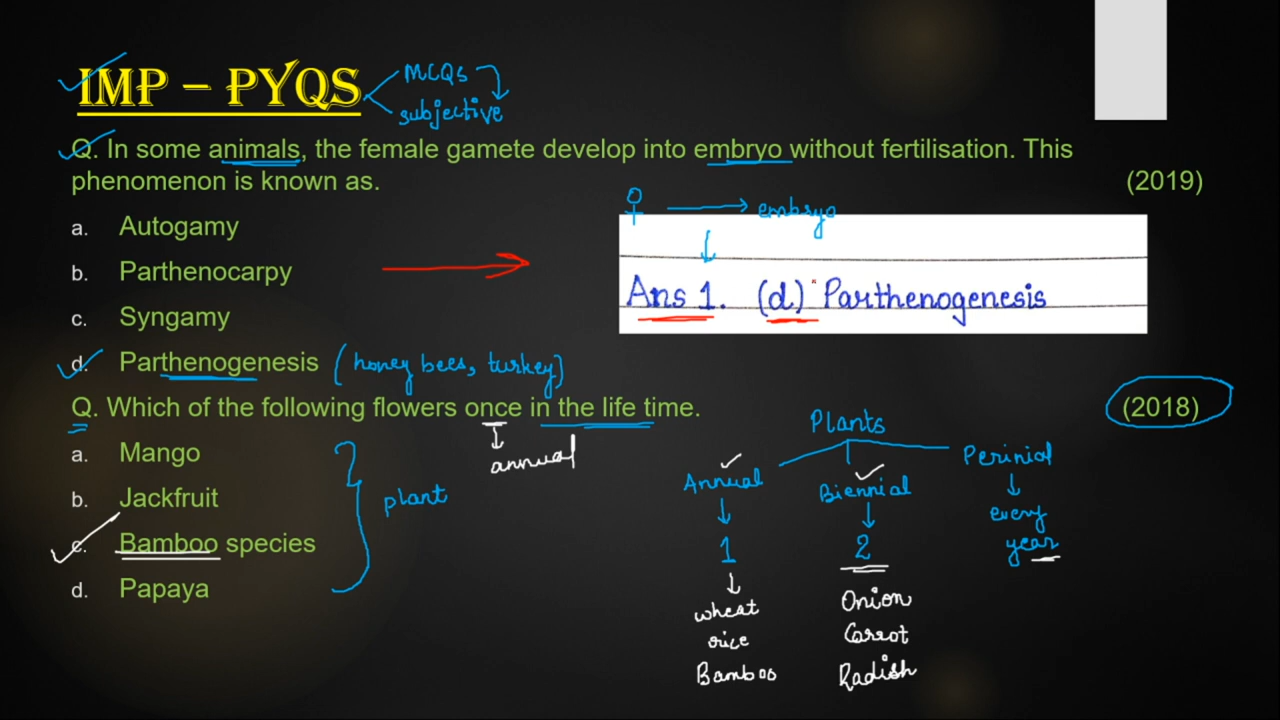 IMP – PYQS
MCQs
subjective
Q. In some animals, the female gamete develop into embryo without fertilisation. This
phenomenon is known as. (2019)
♀ → embryo
a. Autogamy
b. Parthenocarpy
c. Syngamy
Ans 1. (d) Parthenogenesis
d. Parthenogenesis (honey bees, turkey)
Q. Which of the following flowers once in the life time. (2018)
annual
a. Mango
b. Jackfruit
c. Bamboo species
d. Papaya
plant
Plants
Annual Biennial Perinial
1 2 every
year
wheat
rice
Bamboo
Onion
Carrot
Radish